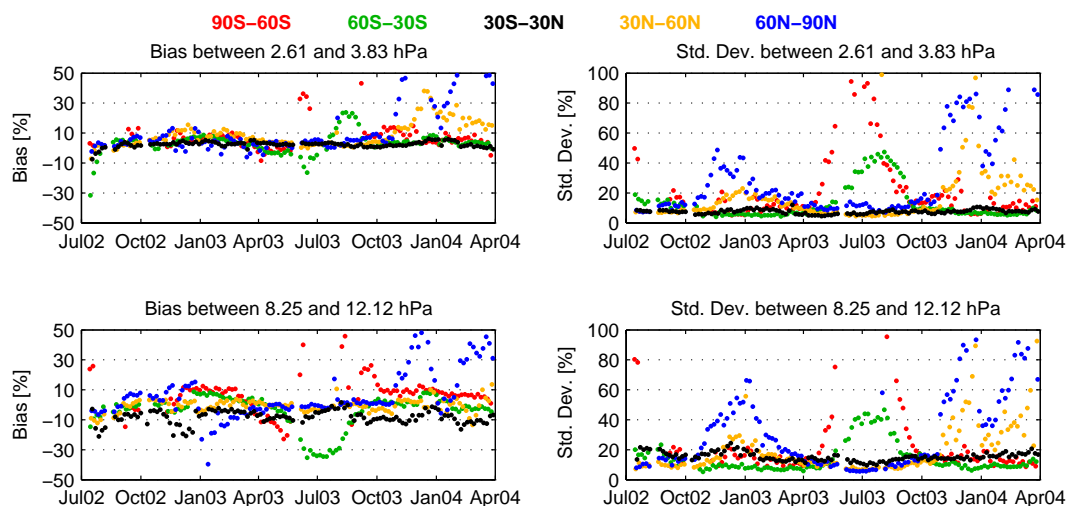 90S−60S 60S−30S 30S−30N 30N−60N 60N−90N
Bias between 2.61 and 3.83 hPa
Bias [%]
50
30
10
−10
−30
−50
Jul02 Oct02 Jan03 Apr03 Jul03 Oct03 Jan04 Apr04
Std. Dev. between 2.61 and 3.83 hPa
Std. Dev. [%]
100
80
60
40
20
0
Jul02 Oct02 Jan03 Apr03 Jul03 Oct03 Jan04 Apr04
Bias between 8.25 and 12.12 hPa
Bias [%]
50
30
10
−10
−30
−50
Jul02 Oct02 Jan03 Apr03 Jul03 Oct03 Jan04 Apr04
Std. Dev. between 8.25 and 12.12 hPa
Std. Dev. [%]
100
80
60
40
20
0
Jul02 Oct02 Jan03 Apr03 Jul03 Oct03 Jan04 Apr04